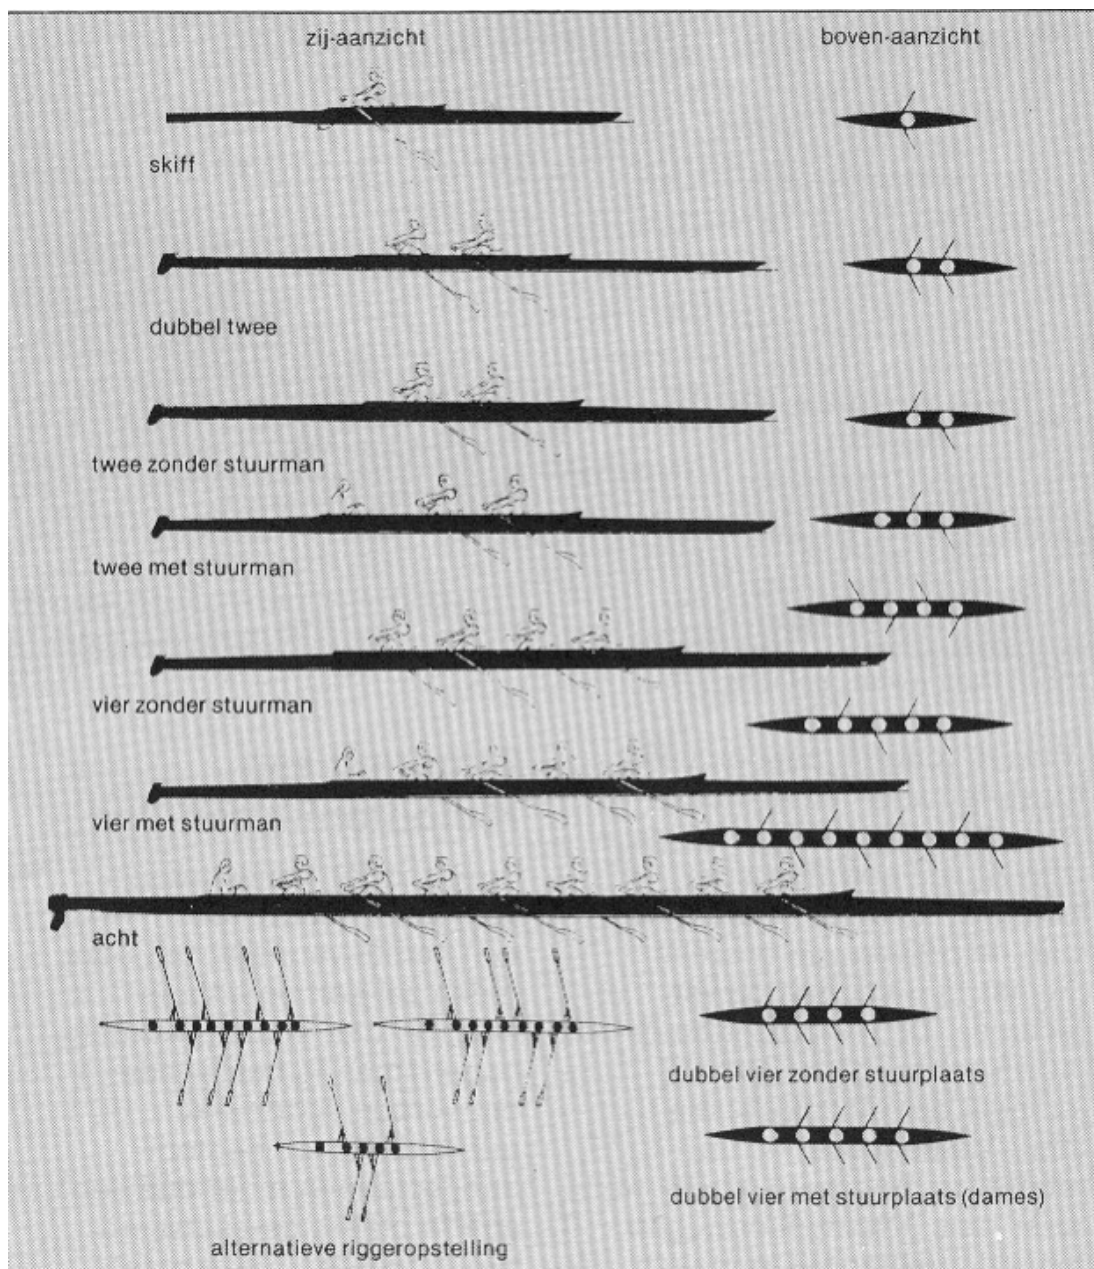 zij-aanzicht
boven-aanzicht
skiff
dubbel twee
twee zonder stuurman
twee met stuurman
vier zonder stuurman
vier met stuurman
acht
dubbel vier zonder stuurplaats
dubbel vier met stuurplaats (dames)
alternatieve riggeropstelling